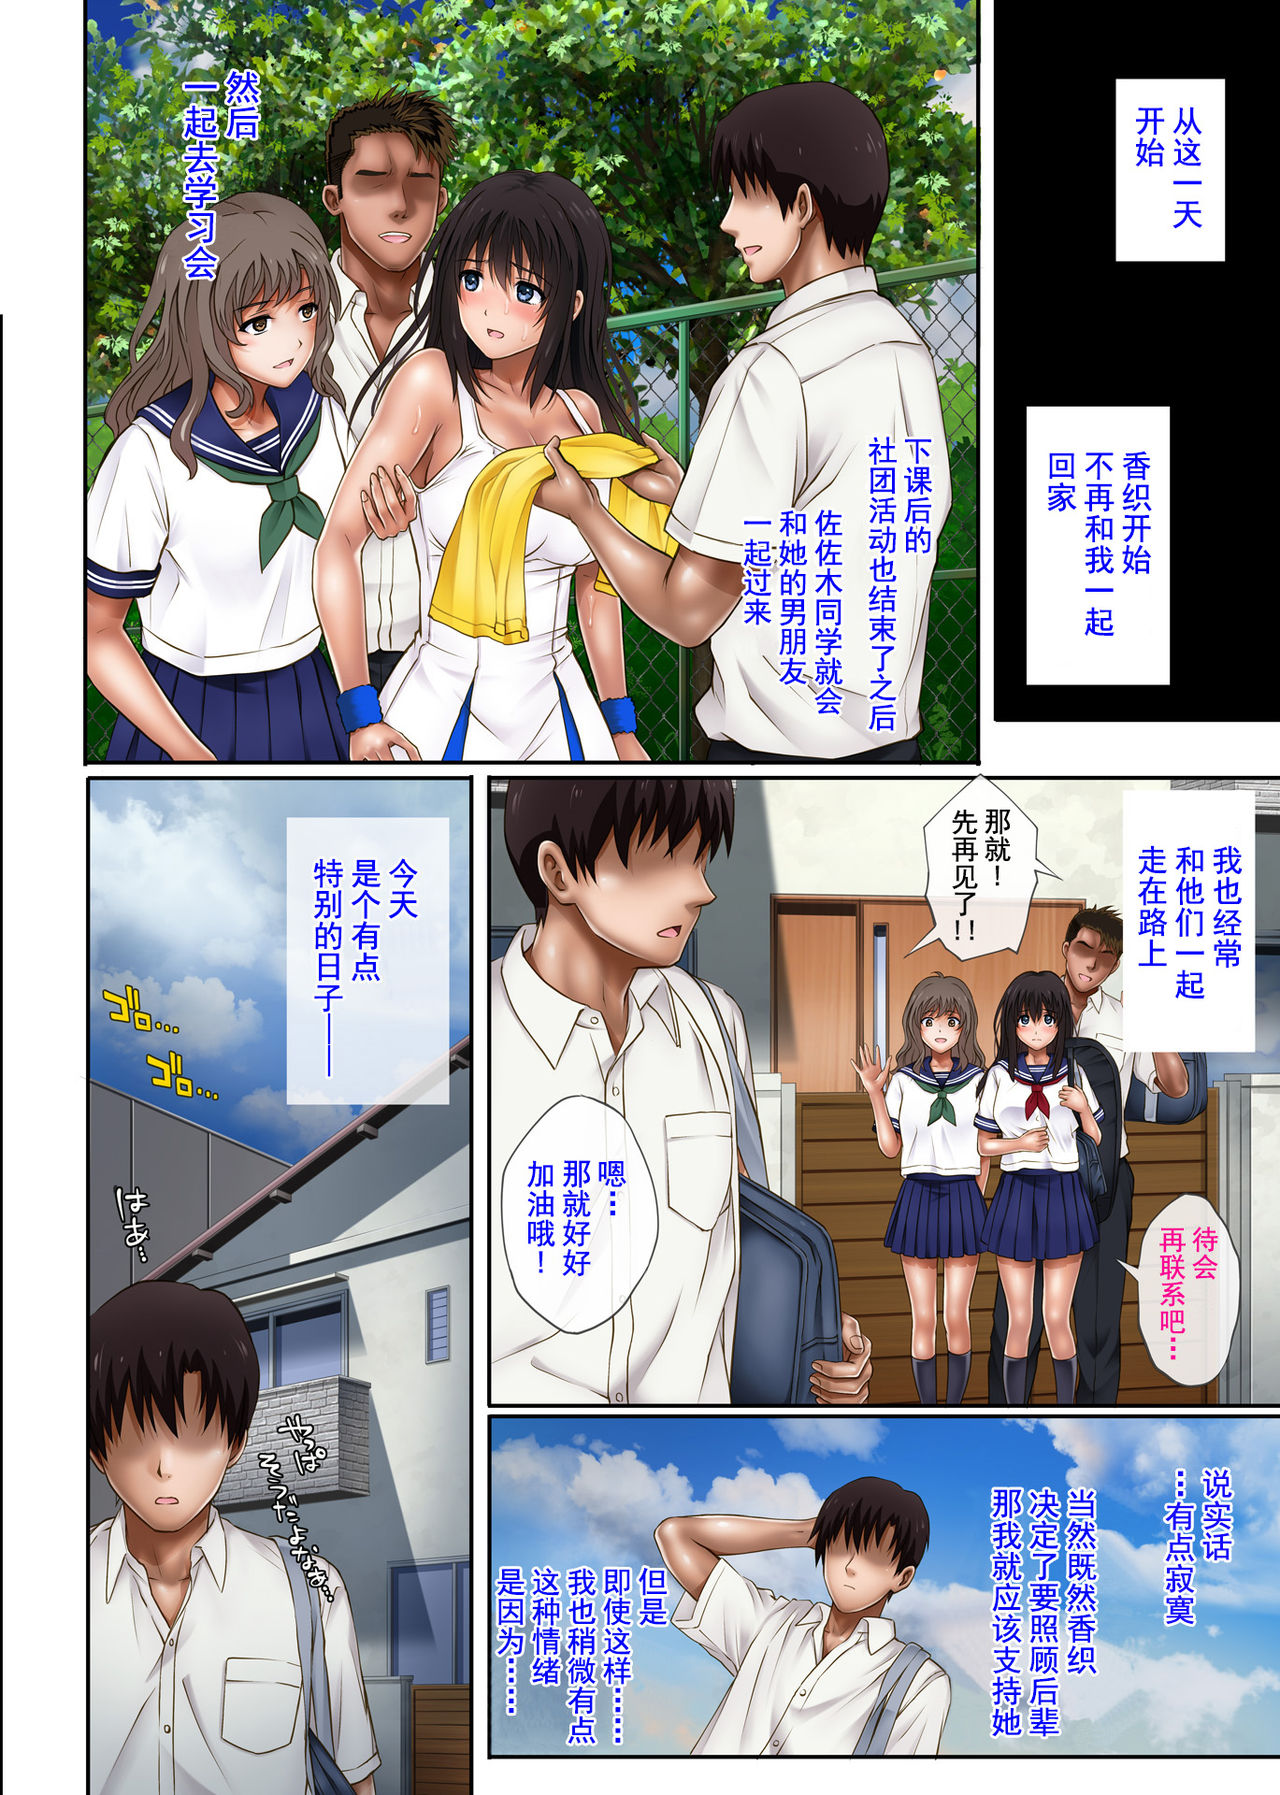 从这一天
开始
香织开始
不再和我一起
回家
下课后的
社团活动也结束了之后
佐佐木同学就会
和她的男朋友
一起过来
然后
一起去学习会
我也经常
和他们一起
走在路上
那就!
先再见了!!
待会
再联系吧…
嗯…
那就好好
加油哦!
说实话
…有点寂寞
当然既然香织
决定了要照顾后辈
那我就应该支持她
但是
即使这样……
我也稍微有点
这种情绪
是因为……
今天
是个有点
特别的日子——
ゴロ…
ゴロ…
はぁ…
やっぱ
そうだよなぁ…